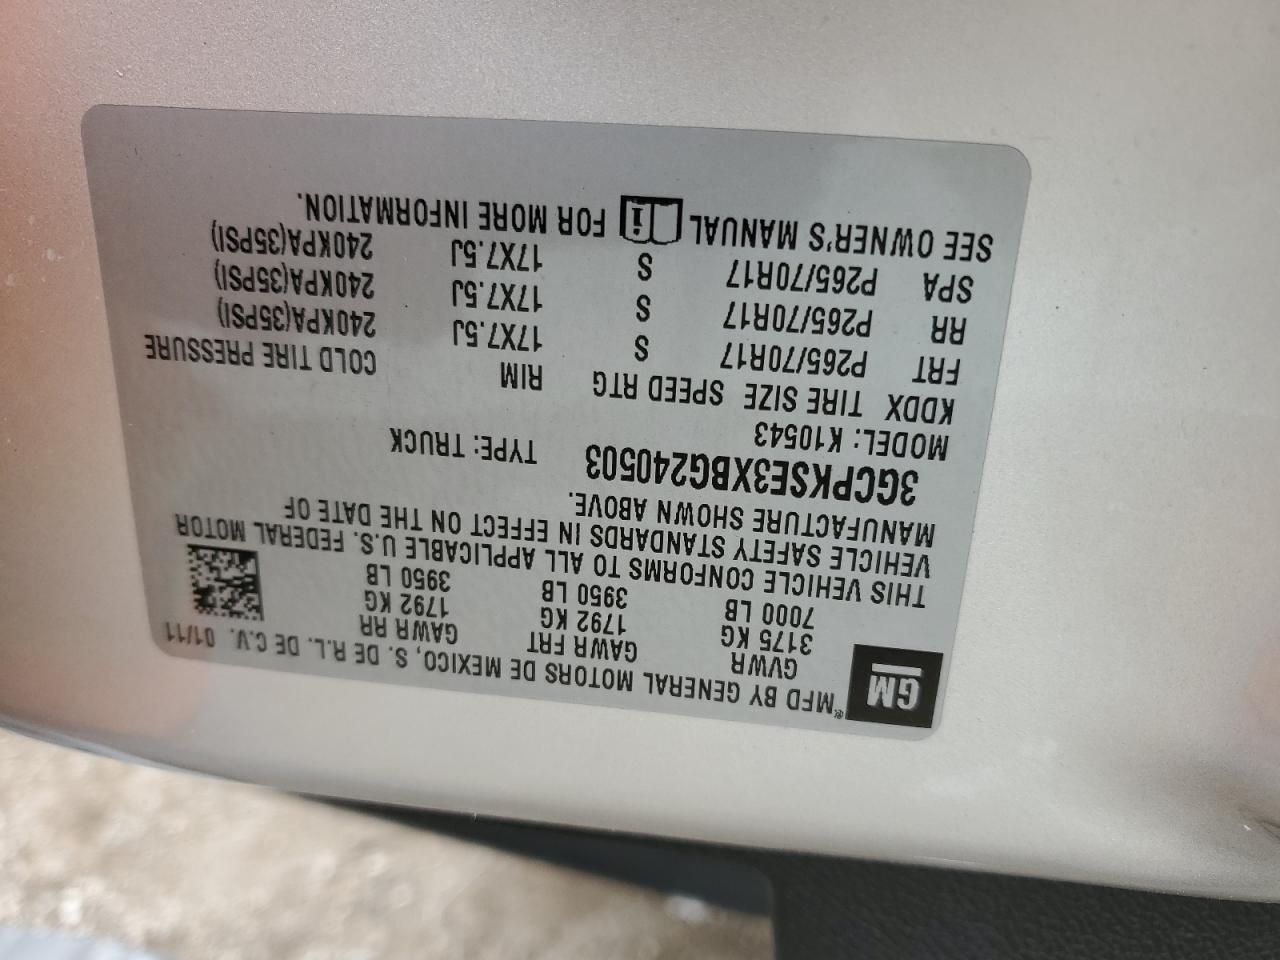 GM
®MFD BY GENERAL MOTORS DE MEXICO, S. DE R.L. DE C.V. 01/11
GVWR GAWR FRT GAWR RR
3175 KG 1792 KG 1792 KG
7000 LB 3950 LB 3950 LB
THIS VEHICLE CONFORMS TO ALL APPLICABLE U.S. FEDERAL MOTOR
VEHICLE SAFETY STANDARDS IN EFFECT ON THE DATE OF
MANUFACTURE SHOWN ABOVE.
3GCPKSE3XBG240503 TYPE: TRUCK
MODEL: K10543
KDDX TIRE SIZE SPEED RTG RIM COLD TIRE PRESSURE
FRT P265/70R17 S 17X7.5J 240KPA(35PSI)
RR P265/70R17 S 17X7.5J 240KPA(35PSI)
SPA P265/70R17 S 17X7.5J 240KPA(35PSI)
SEE OWNER'S MANUAL i FOR MORE INFORMATION.